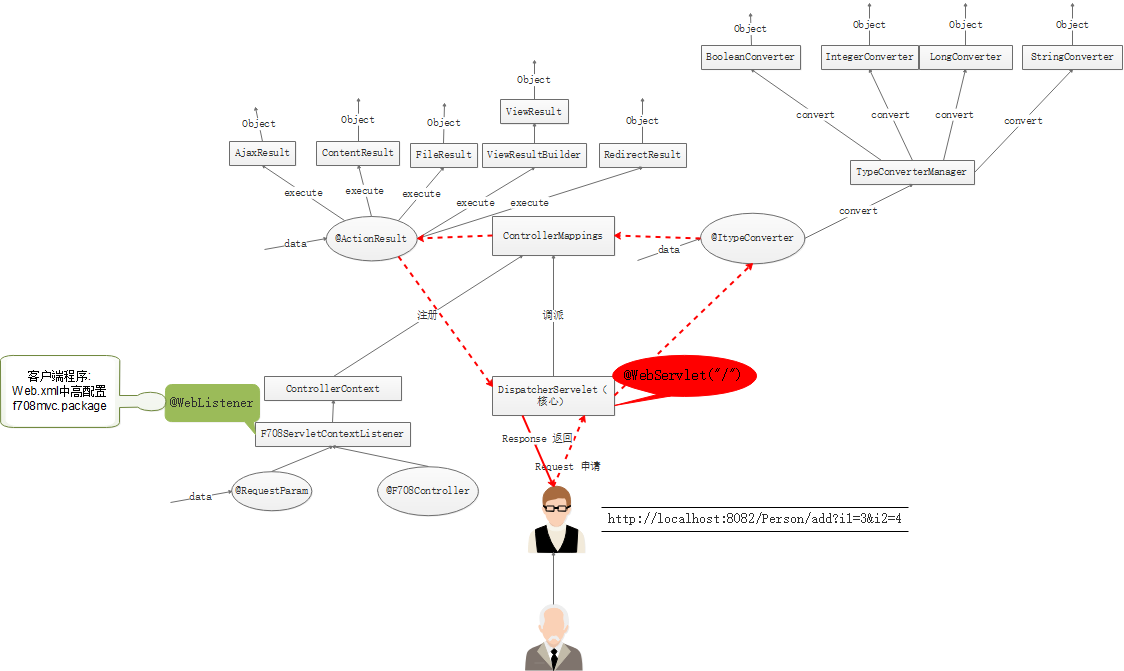 Object
Object
Object
Object
BooleanConverter
IntegerConverter
LongConverter
StringConverter
Object
ViewResult
Object
Object
Object
Object
convert
convert
convert
convert
AjaxResult
ContentResult
FileResult
ViewResultBuilder
RedirectResult
TypeConverterManager
execute
execute
execute
execute
execute
convert
data
@ActionResult
ControllerMappings
data
@ItypeConverter
注册
调派
客户端程序:
Web.xml中高配置
f708mvc.package
@WebListener
ControllerContext
DispatcherServelet（
核心）
@WebServlet("/")
F708ServletContextListener
Response 返回
Request 申请
data
@RequestParam
@F708Controller
http://localhost:8082/Person/add?i1=3&i2=4